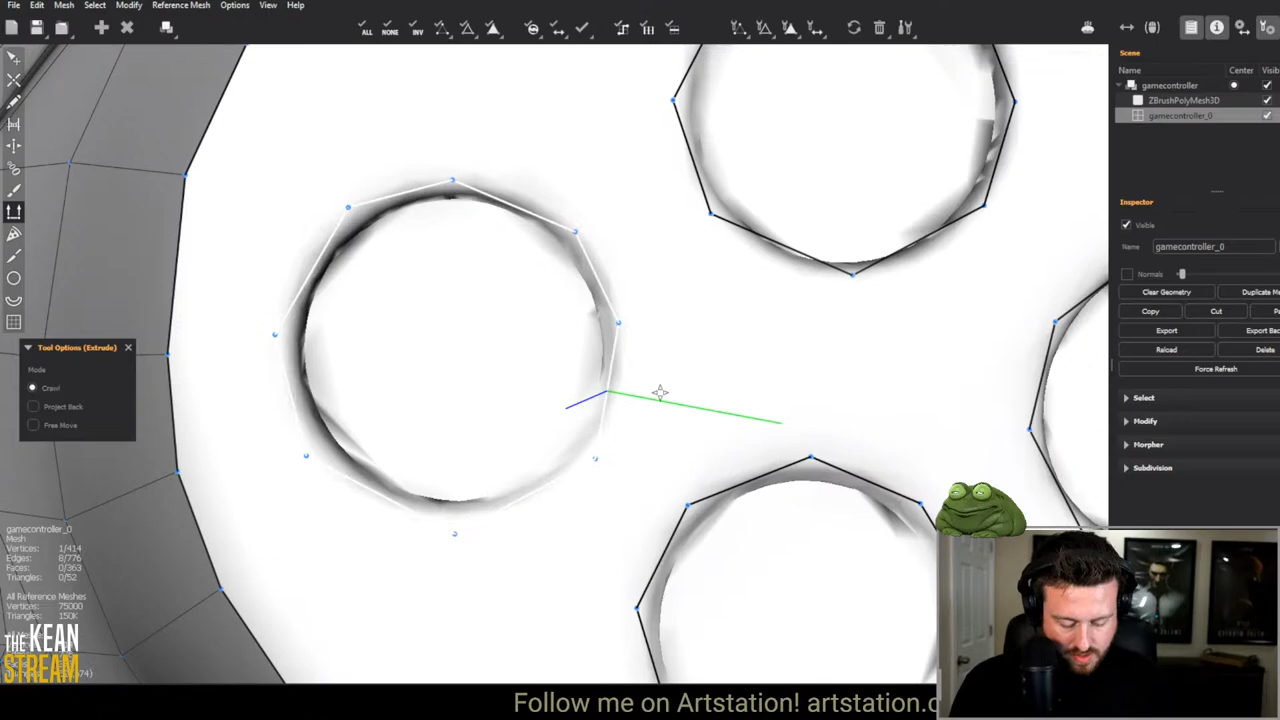 File Edit Mesh Select Modify Reference Mesh Options View Help
ALL NONE INV
Scene
Name Center Visib
gamecontroller
ZBrushPolyMesh3D
gamecontroller_0
Inspector
Visible
Name gamecontroller_0
Normals
Clear Geometry Duplicate Me
Copy Cut Pa
Export Export Bac
Reload Delete
Force Refresh
Select
Modify
Morpher
Subdivision
Tool Options (Extrude)
Mode
Crawl
Project Back
Free Move
gamecontroller_0
Mesh
Vertices: 1/414
Edges: 8/776
Faces: 0/363
Triangles: 0/52
All Reference Meshes
Vertices: 75000
Triangles: 150K
THE KEAN
STREAM
Follow me on Artstation! artstation.c